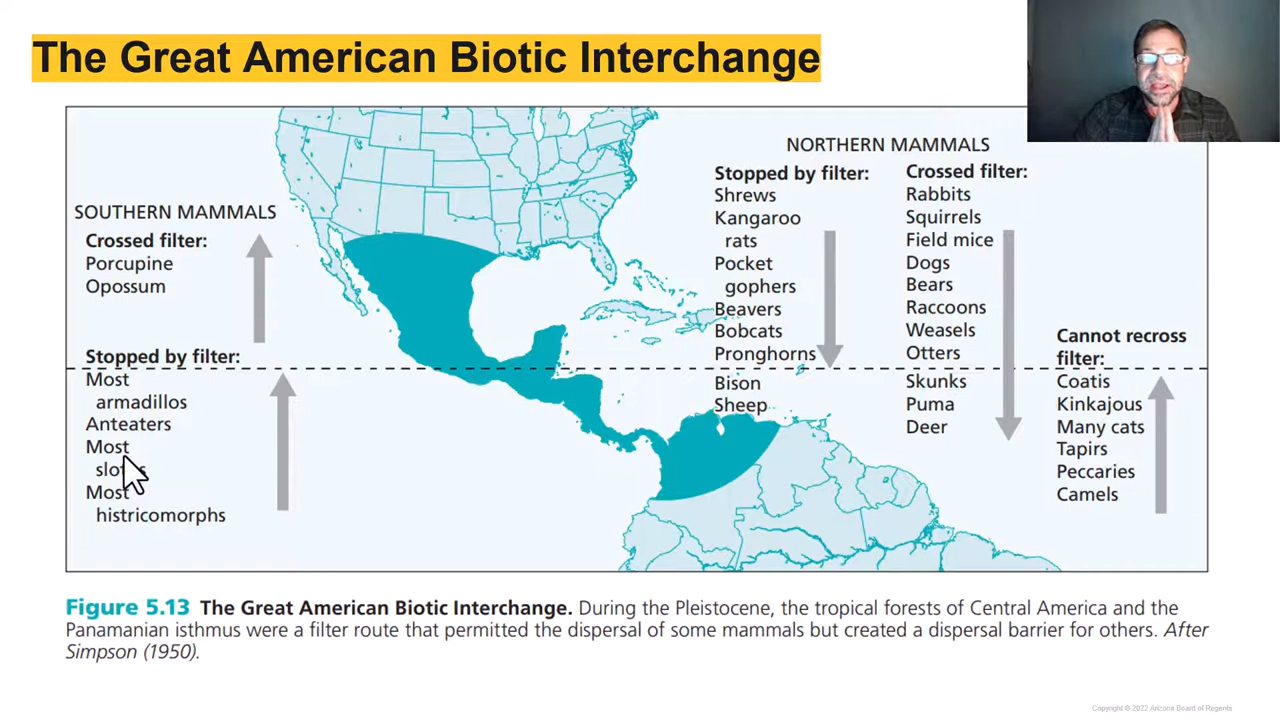 The Great American Biotic Interchange
SOUTHERN MAMMALS
Crossed filter:
Porcupine
Opossum
Stopped by filter:
Most
armadillos
Anteaters
Most
Most
histricomorphs
NORTHERN MAMMALS
Stopped by filter:
Shrews
Kangaroo
rats
Pocket
gophers
Beavers
Bobcats
Pronghorns
Bison
Sheep
Crossed filter:
Rabbits
Squirrels
Field mice
Dogs
Bears
Raccoons
Weasels
Otters
Skunks
Puma
Deer
Cannot recross
filter:
Coatis
Kinkajous
Many cats
Tapirs
Peccaries
Camels
Figure 5.13 The Great American Biotic Interchange. During the Pleistocene, the tropical forests of Central America and the
Panamanian isthmus were a filter route that permitted the dispersal of some mammals but created a dispersal barrier for others. After
Simpson (1950).
Copyright © 2022 Arizona Board of Regents